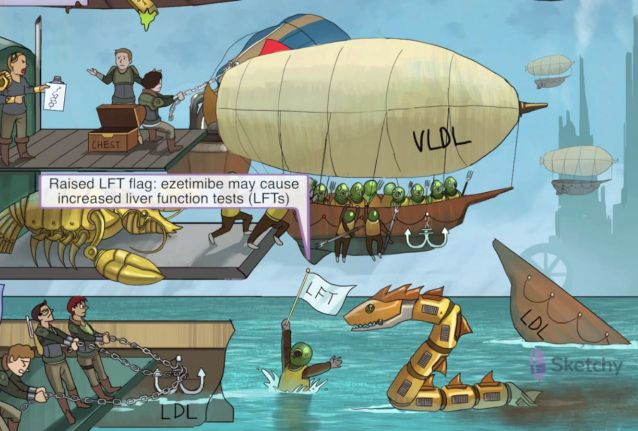 CHEST
VLDL
Raised LFT flag: ezetimibe may cause
increased liver function tests (LFTs)
LFT
LDL
Sketchy
LDL